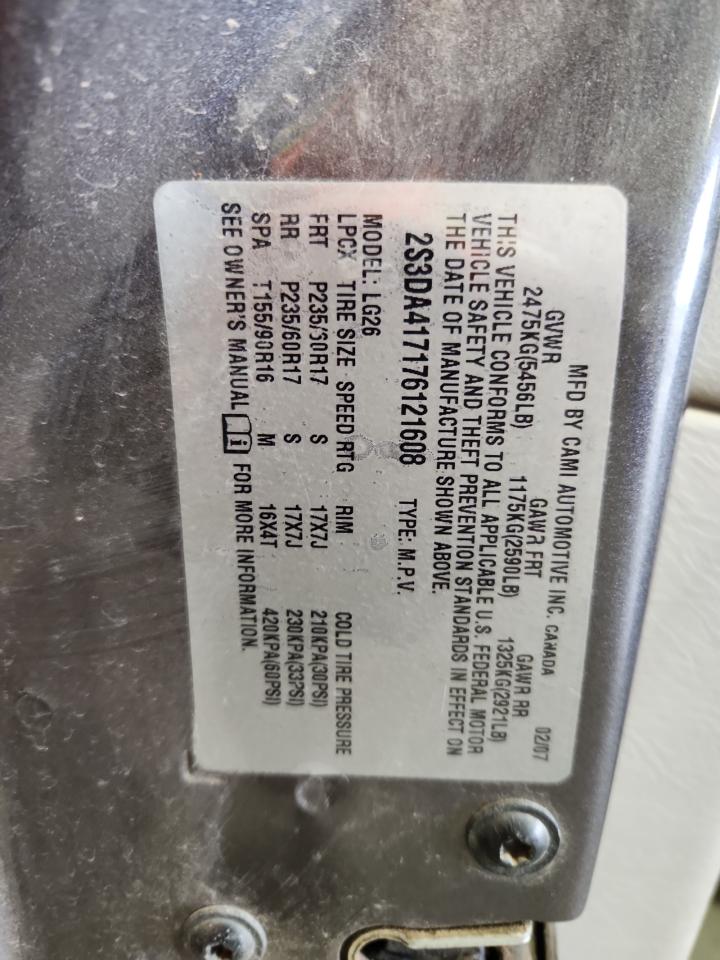 MFD BY CAMI AUTOMOTIVE INC. CANADA 02/07
GVWR GAWR FRT GAWR RR
2475KG(5456LB) 1175KG(2590LB) 1325KG(2921LB)
THIS VEHICLE CONFORMS TO ALL APPLICABLE U.S. FEDERAL MOTOR
VEHICLE SAFETY AND THEFT PREVENTION STANDARDS IN EFFECT ON
THE DATE OF MANUFACTURE SHOWN ABOVE.
2S3DA417176121608 TYPE: M.P.V.
MODEL: LG26
LPCX TIRE SIZE SPEED RTG RIM COLD TIRE PRESSURE
FRT P235/60R17 S 17X7J 210KPA(30PSI)
RR P235/60R17 S 17X7J 230KPA(33PSI)
SPA T155/90R16 M 16X4T 420KPA(60PSI)
SEE OWNER'S MANUAL i FOR MORE INFORMATION.